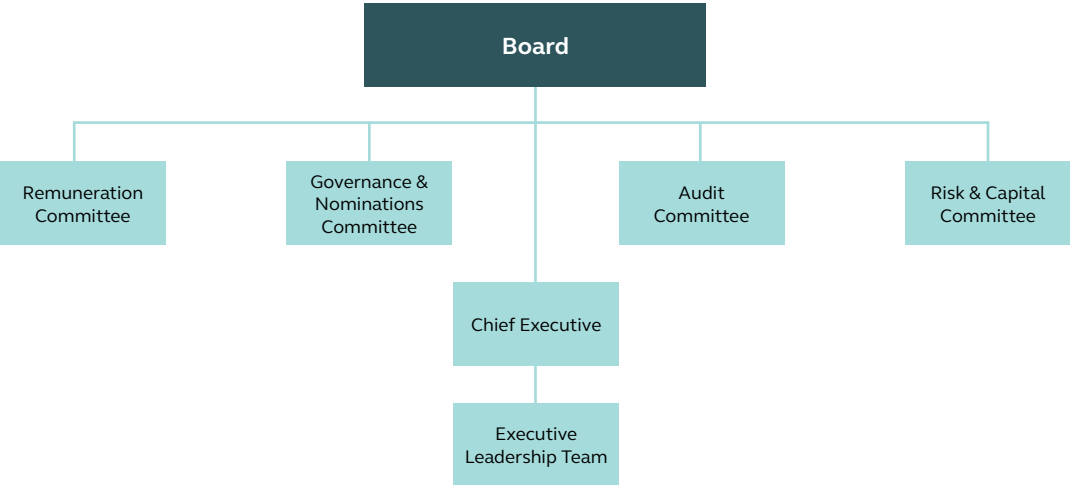 Board
Remuneration
Committee
Governance &
Nominations
Committee
Audit
Committee
Risk & Capital
Committee
Chief Executive
Executive
Leadership Team